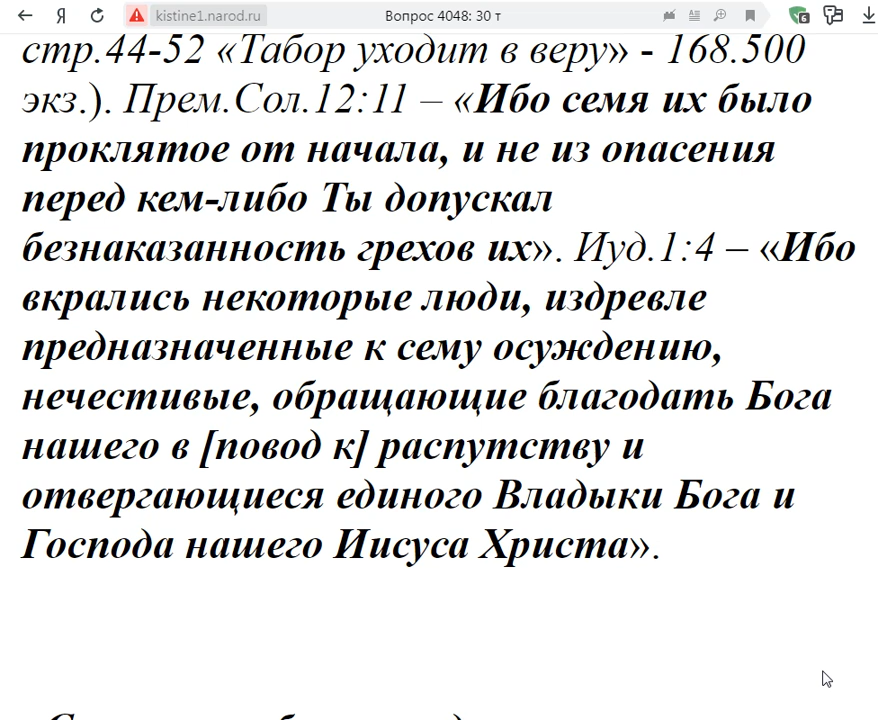 kistine1.narod.ru
Вопрос 4048: 30 т
6
стр.44-52 «Табор уходит в веру» - 168.500
экз.). Прем.Сол.12:11 – «Ибо семя их было
проклятое от начала, и не из опасения
перед кем-либо Ты допускал
безнаказанность грехов их». Иуд.1:4 – «Ибо
вкрались некоторые люди, издревле
предназначенные к сему осуждению,
нечестивые, обращающие благодать Бога
нашего в [повод к] распутству и
отвергающиеся единого Владыки Бога и
Господа нашего Иисуса Христа».